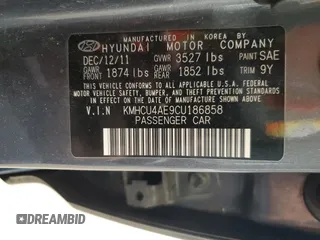 MANUFACTURED IN KOREA BY
HYUNDAI MOTOR COMPANY
DEC/12/11 GVWR 3527 lbs PAINT SAE
GAWR FRONT 1874 lbs GAWR REAR 1852 lbs TRIM 9Y
THIS VEHICLE CONFORMS TO ALL APPLICABLE U.S.A. FEDERAL
MOTOR VEHICLE SAFETY, BUMPER, AND THEFT PREVENTION
STANDARDS IN EFFECT ON THE DATE OF MANUFACTURE SHOWN ABOVE.
V.I.N KMHCU4AE9CU186858
PASSENGER CAR
DRIVERSIDE.COM